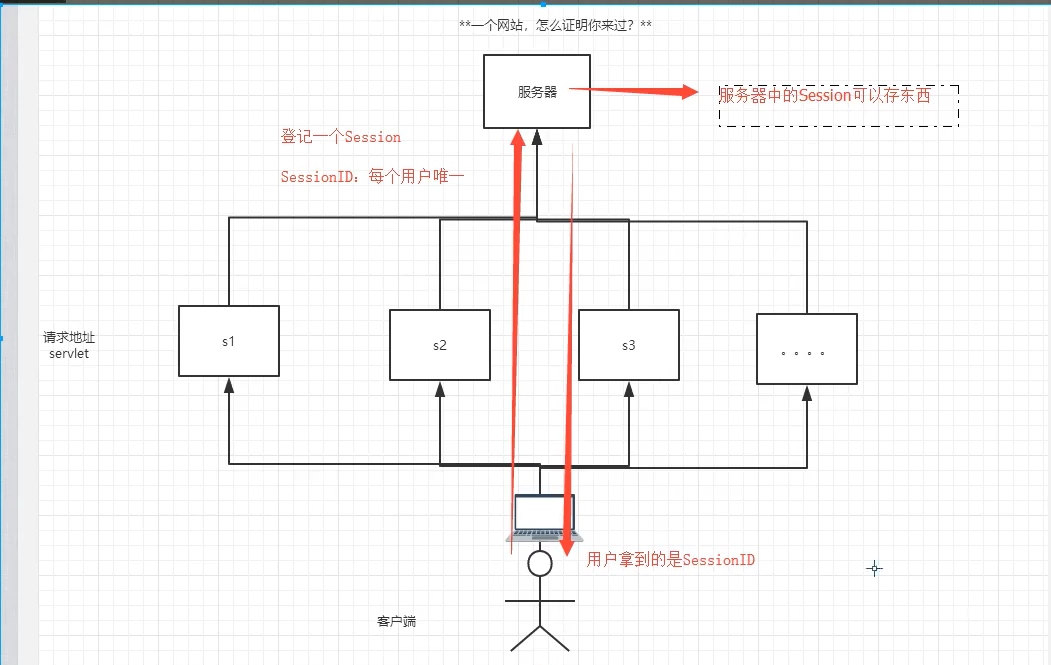 **一个网站，怎么证明你来过？**
服务器
服务器中的Session可以存东西
登记一个Session
SessionID：每个用户唯一
请求地址
servlet
s1
s2
s3
。。。。
用户拿到的是SessionID
客户端